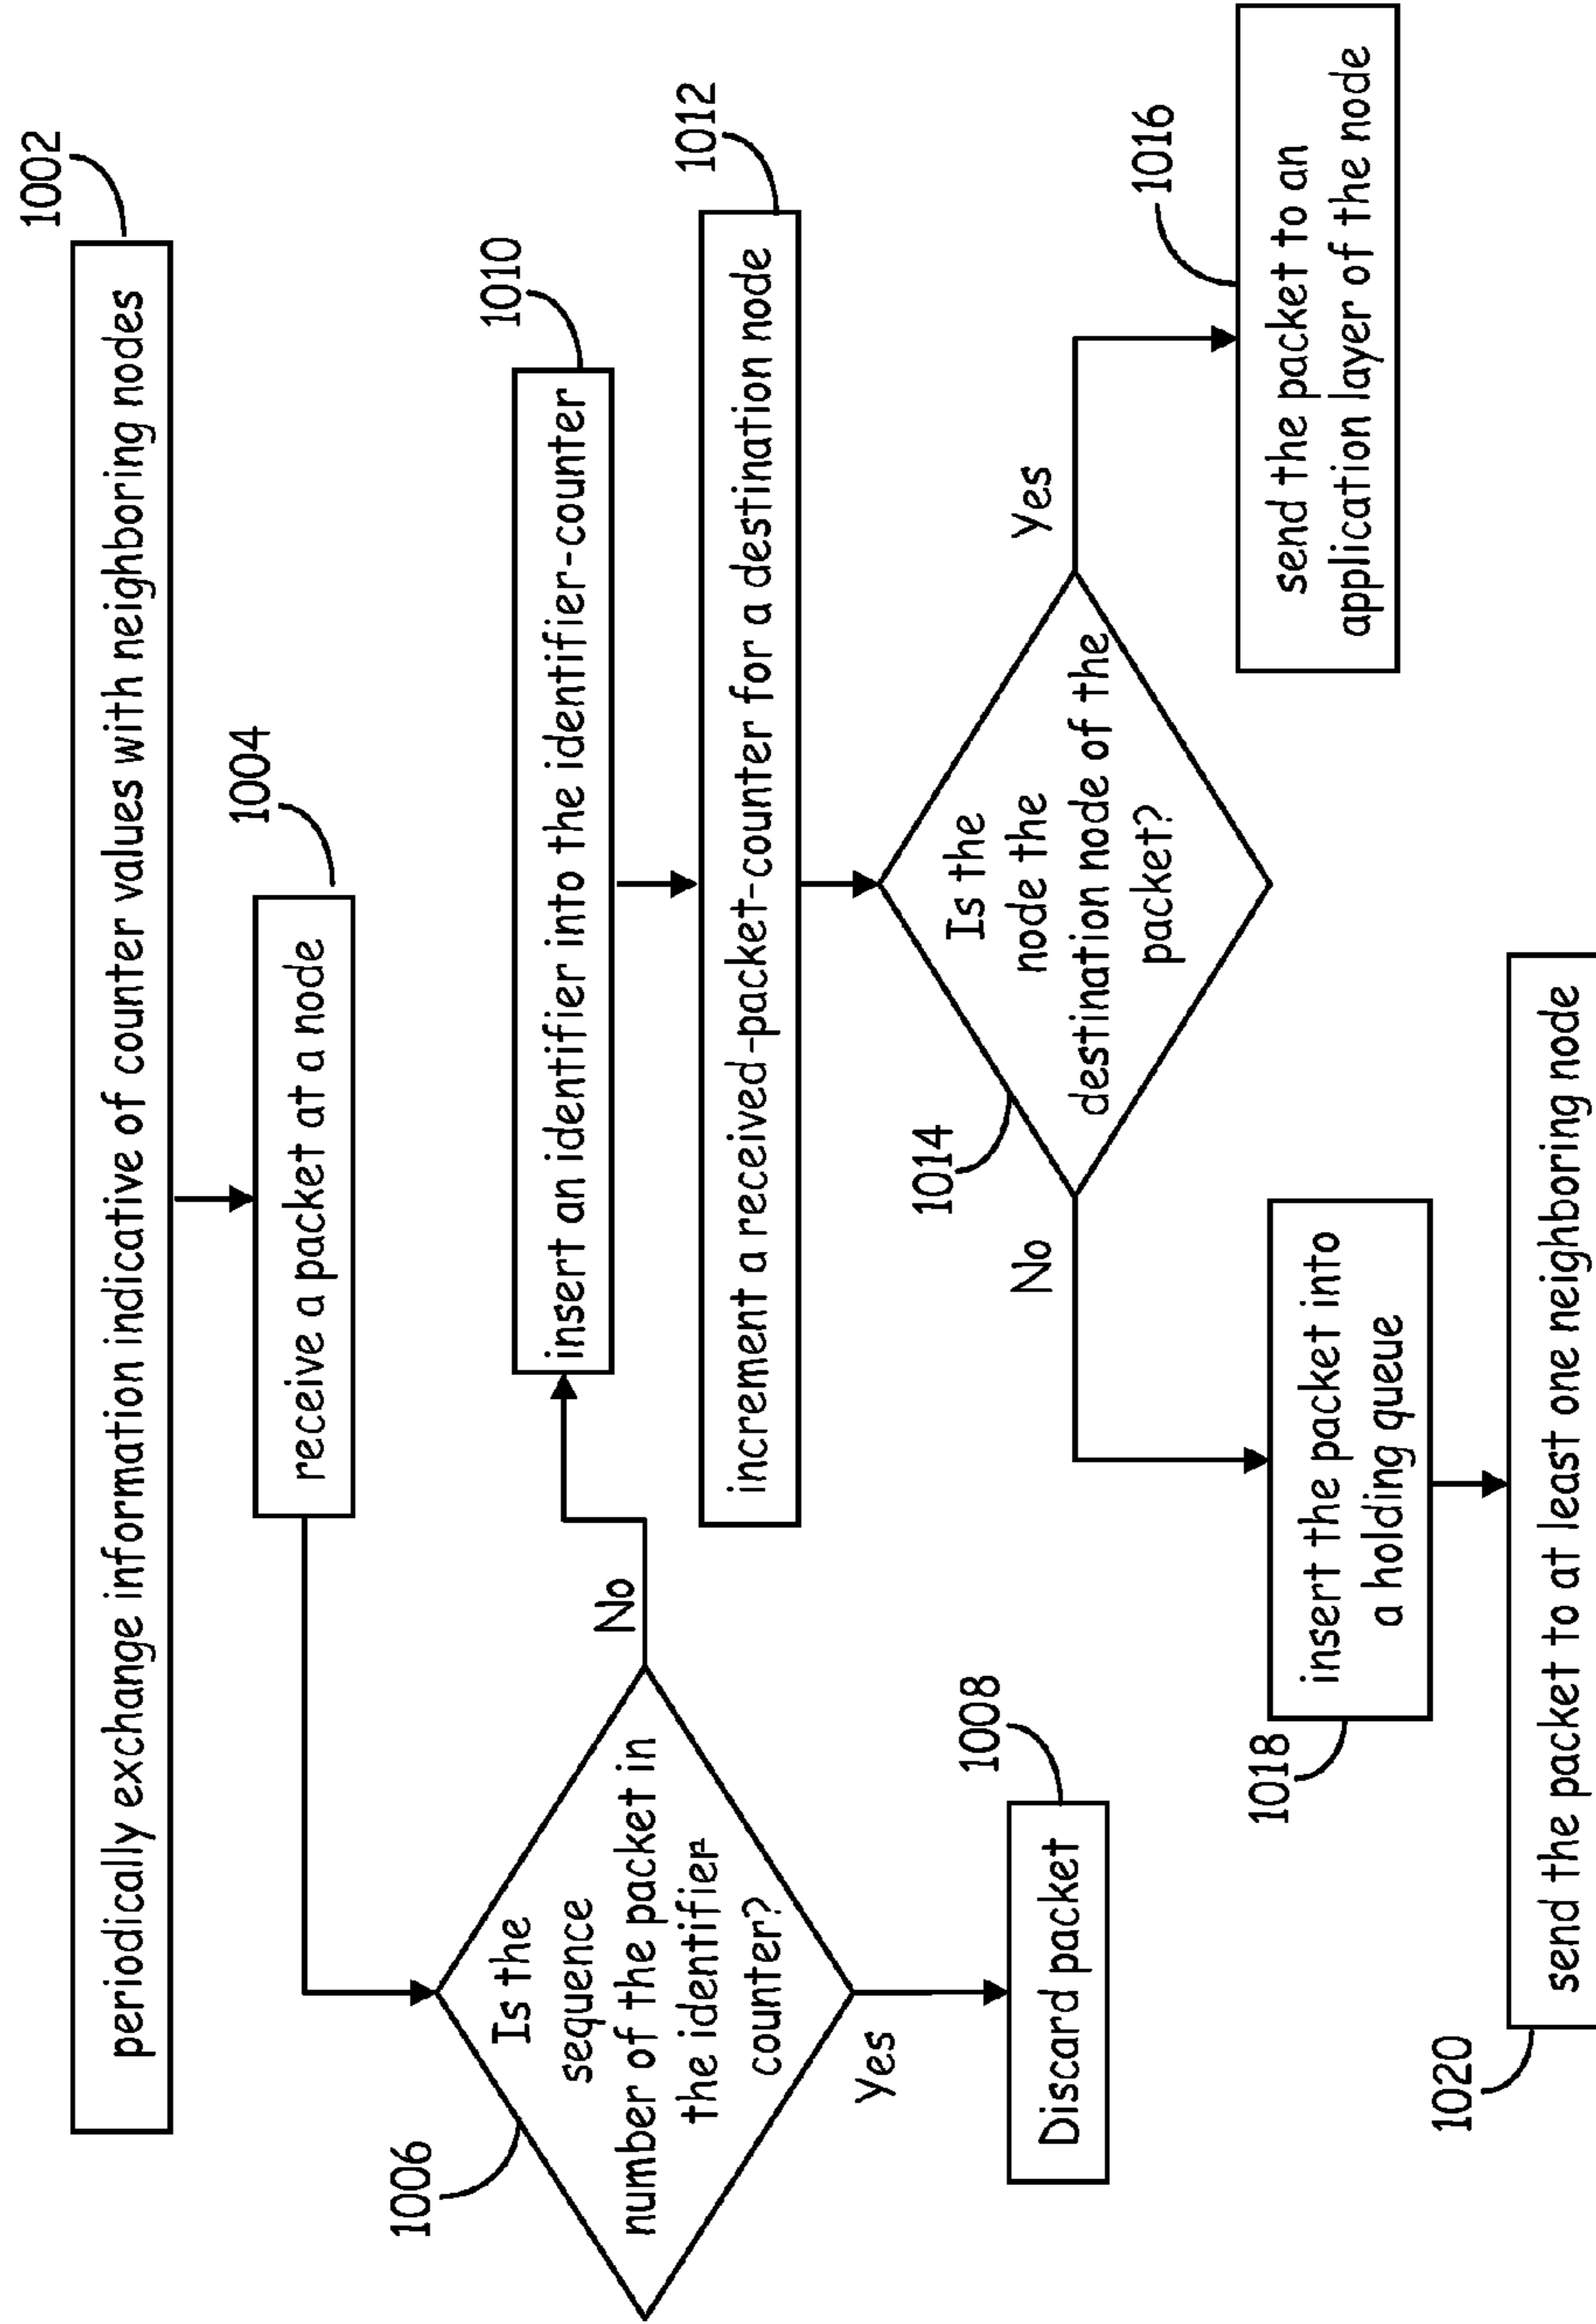 1002
periodically exchange information indicative of counter values with neighboring nodes
1004
receive a packet at a node
1006
Is the
sequence
number of the packet in
the identifier
counter?
No
Yes
1008
Discard packet
1010
insert an identifier into the identifier-counter
1012
increment a received-packet-counter for a destination node
1014
Is the
node the
destination node of the
packet?
Yes
No
1016
send the packet to an
application layer of the node
1018
insert the packet into
a holding queue
1020
send the packet to at least one neighboring node